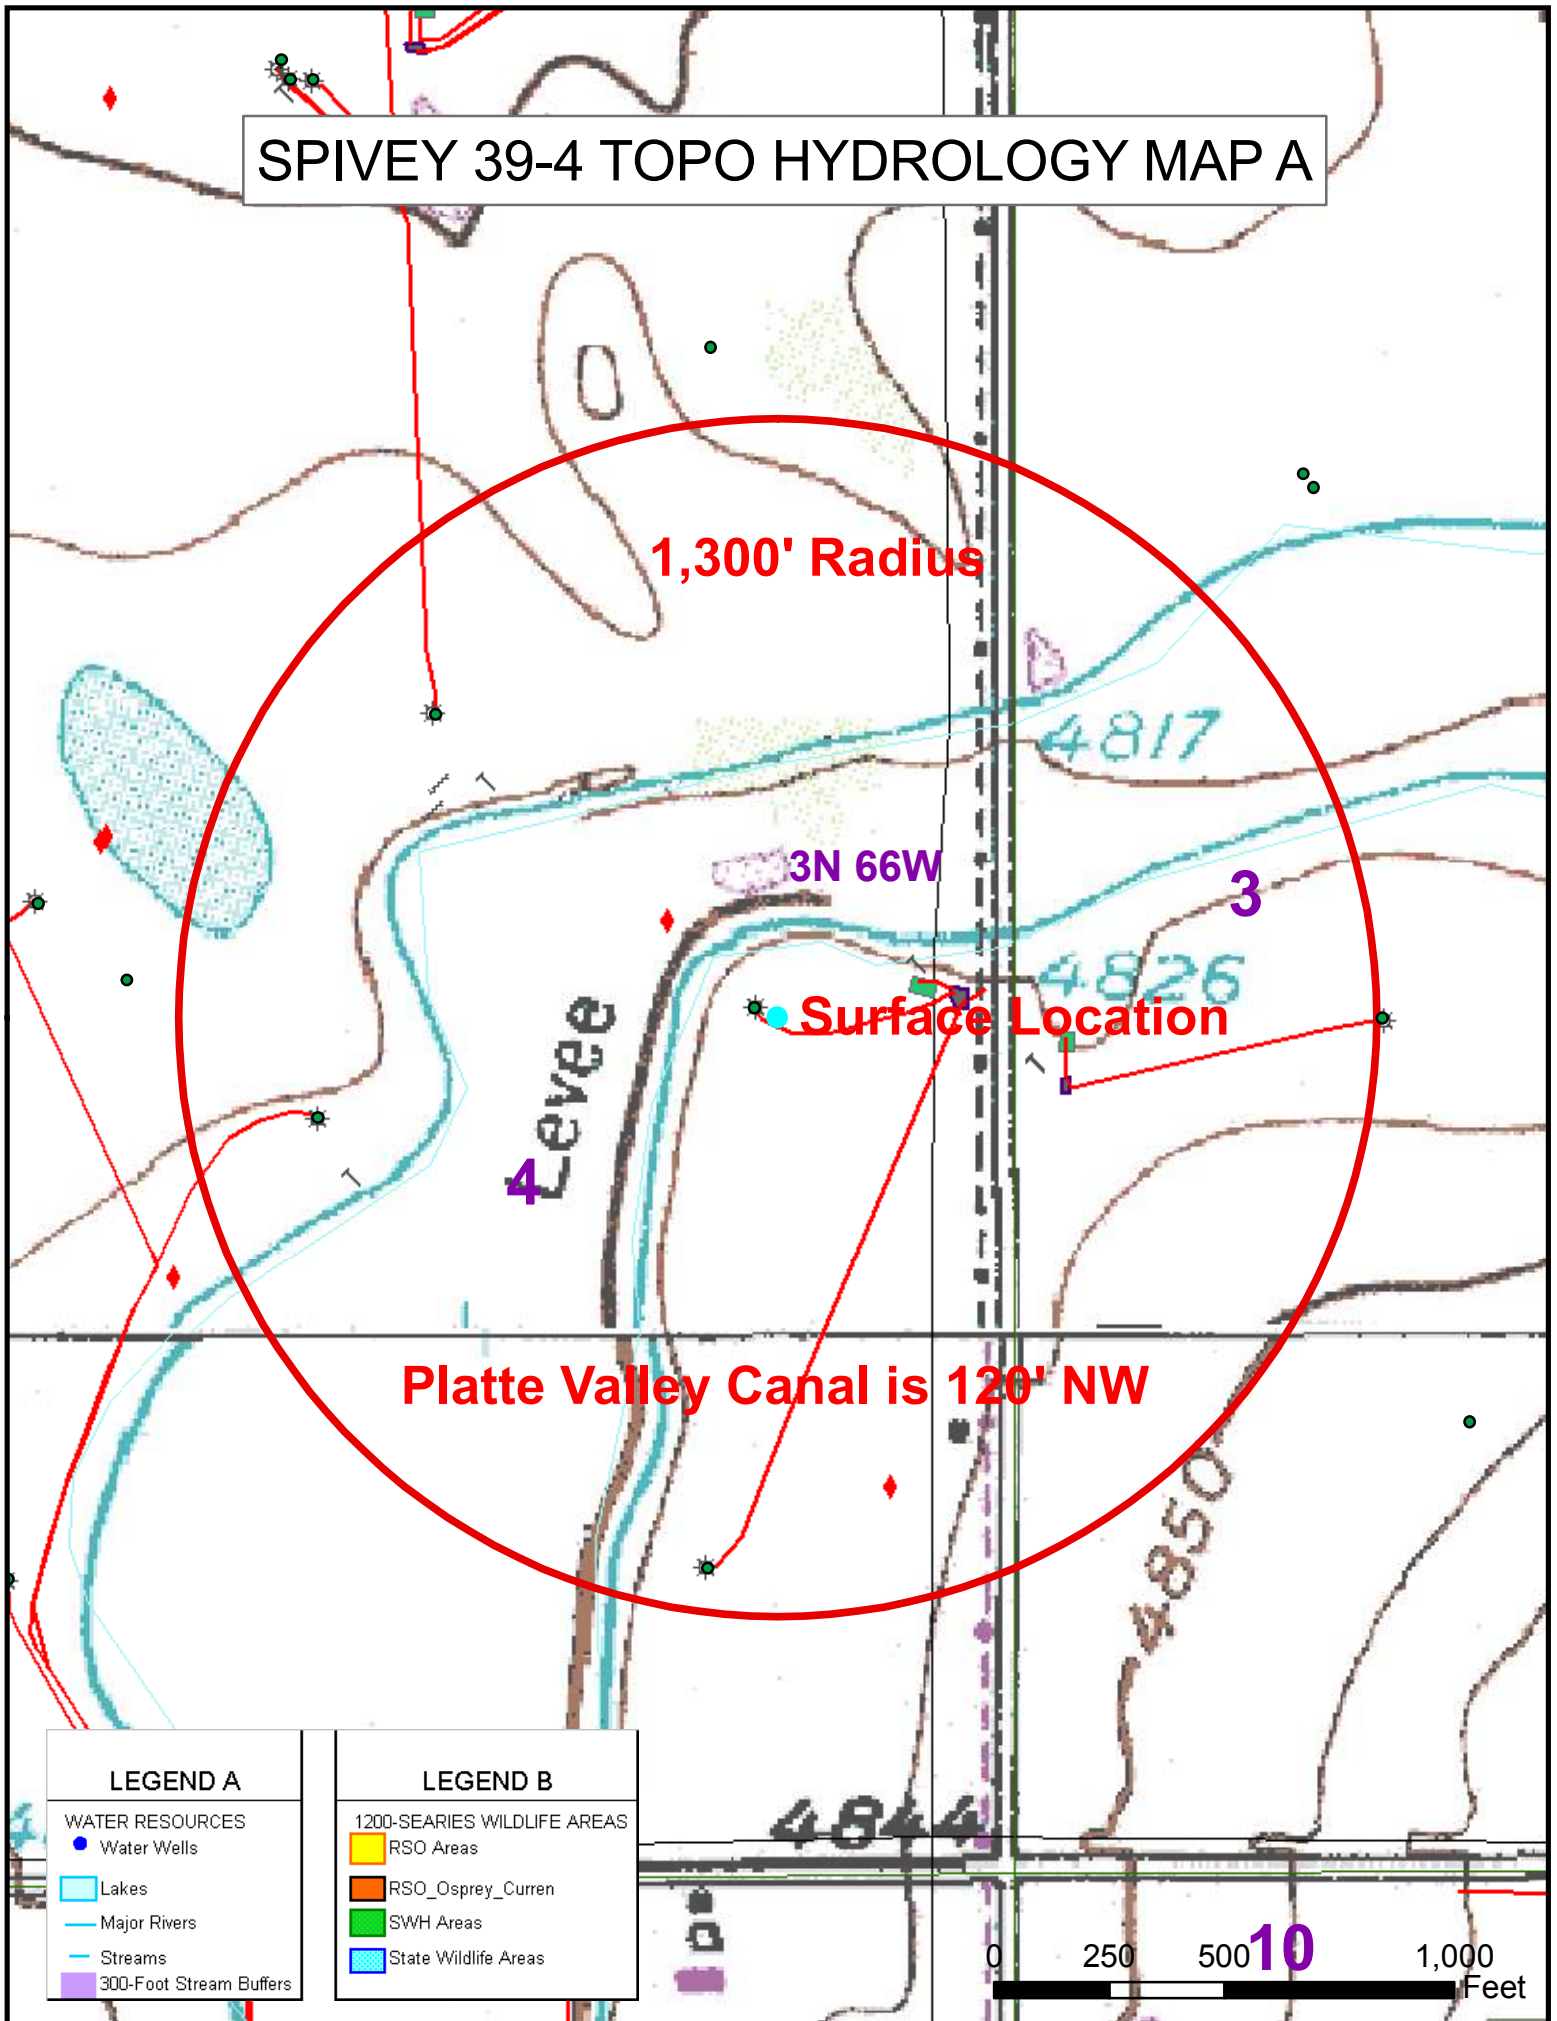 SPIVEY 39-4 TOPO HYDROLOGY MAP A
1,300' Radius
4817
3N 66W
3
4826
Surface Location
Levee
4
Platte Valley Canal is 120' NW
4850
4844
LEGEND A
WATER RESOURCES
Water Wells
Lakes
Major Rivers
Streams
300-Foot Stream Buffers
LEGEND B
1200-SEARIES WILDLIFE AREAS
RSO Areas
RSO_Osprey_Curren
SWH Areas
State Wildlife Areas
10
0 250 500 1,000
Feet